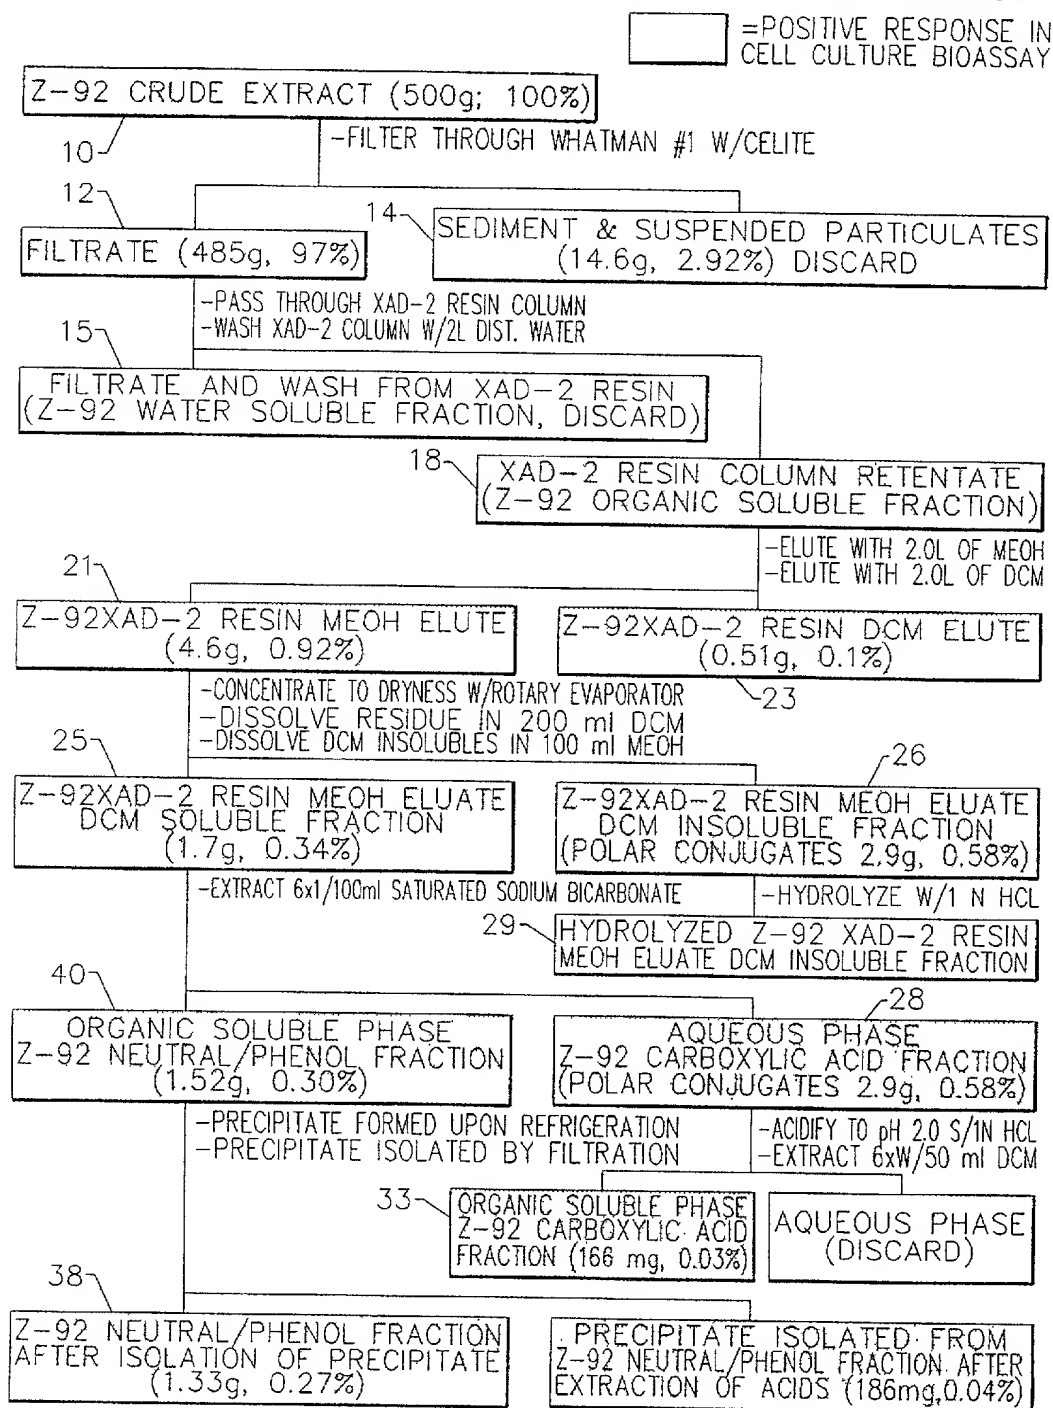 =POSITIVE RESPONSE IN
CELL CULTURE BIOASSAY
Z-92 CRUDE EXTRACT (500g; 100%)
10
-FILTER THROUGH WHATMAN #1 W/CELITE
12
FILTRATE (485g, 97%)
14
SEDIMENT & SUSPENDED PARTICULATES
(14.6g, 2.92%) DISCARD
-PASS THROUGH XAD-2 RESIN COLUMN
-WASH XAD-2 COLUMN W/2L DIST. WATER
15
FILTRATE AND WASH FROM XAD-2 RESIN
(Z-92 WATER SOLUBLE FRACTION, DISCARD)
18
XAD-2 RESIN COLUMN RETENTATE
(Z-92 ORGANIC SOLUBLE FRACTION)
-ELUTE WITH 2.0L OF MEOH
-ELUTE WITH 2.0L OF DCM
21
Z-92XAD-2 RESIN MEOH ELUTE
(4.6g, 0.92%)
Z-92XAD-2 RESIN DCM ELUTE
(0.51g, 0.1%)
23
-CONCENTRATE TO DRYNESS W/ROTARY EVAPORATOR
-DISSOLVE RESIDUE IN 200 ml DCM
-DISSOLVE DCM INSOLUBLES IN 100 ml MEOH
25
Z-92XAD-2 RESIN MEOH ELUATE
DCM SOLUBLE FRACTION
(1.7g, 0.34%)
26
Z-92XAD-2 RESIN MEOH ELUATE
DCM INSOLUBLE FRACTION
(POLAR CONJUGATES 2.9g, 0.58%)
-EXTRACT 6x1/100ml SATURATED SODIUM BICARBONATE
-HYDROLYZE W/1 N HCL
29
HYDROLYZED Z-92 XAD-2 RESIN
MEOH ELUATE DCM INSOLUBLE FRACTION
40
ORGANIC SOLUBLE PHASE
Z-92 NEUTRAL/PHENOL FRACTION
(1.52g, 0.30%)
28
AQUEOUS PHASE
Z-92 CARBOXYLIC ACID FRACTION
(POLAR CONJUGATES 2.9g, 0.58%)
-PRECIPITATE FORMED UPON REFRIGERATION
-PRECIPITATE ISOLATED BY FILTRATION
-ACIDIFY TO pH 2.0 S/1N HCL
-EXTRACT 6xW/50 ml DCM
33
ORGANIC SOLUBLE PHASE
Z-92 CARBOXYLIC ACID
FRACTION (166 mg, 0.03%)
AQUEOUS PHASE
(DISCARD)
38
Z-92 NEUTRAL/PHENOL FRACTION
AFTER ISOLATION OF PRECIPITATE
(1.33g, 0.27%)
PRECIPITATE ISOLATED FROM
Z-92 NEUTRAL/PHENOL FRACTION AFTER
EXTRACTION OF ACIDS (186mg,0.04%)